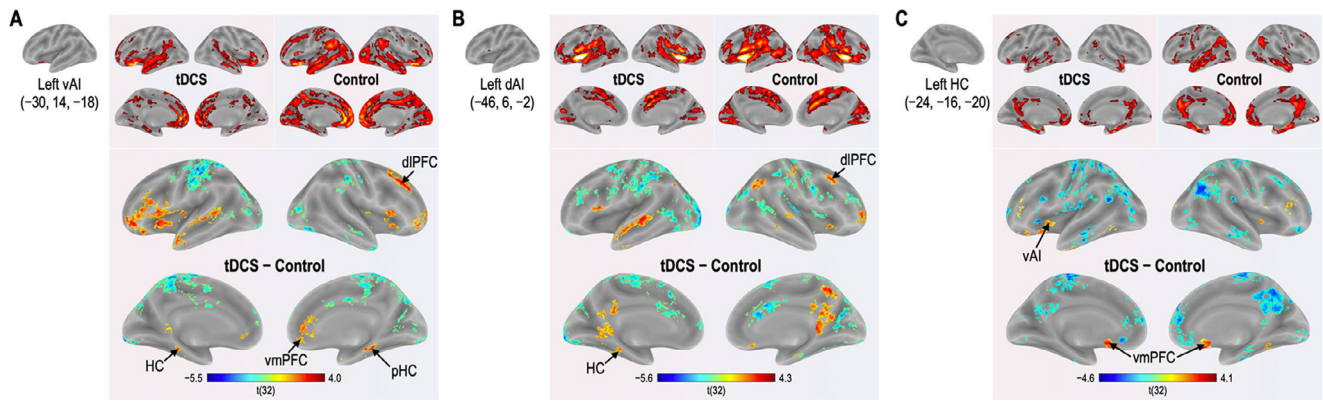 A
Left vAI
(−30, 14, −18)
tDCS
Control
dlPFC
tDCS − Control
HC
vmPFC
pHC
−5.5
4.0
t(32)
B
Left dAI
(−46, 6, −2)
tDCS
Control
dlPFC
tDCS − Control
HC
−5.6
4.3
t(32)
C
Left HC
(−24, −16, −20)
tDCS
Control
vAI
tDCS − Control
vmPFC
−4.6
4.1
t(32)